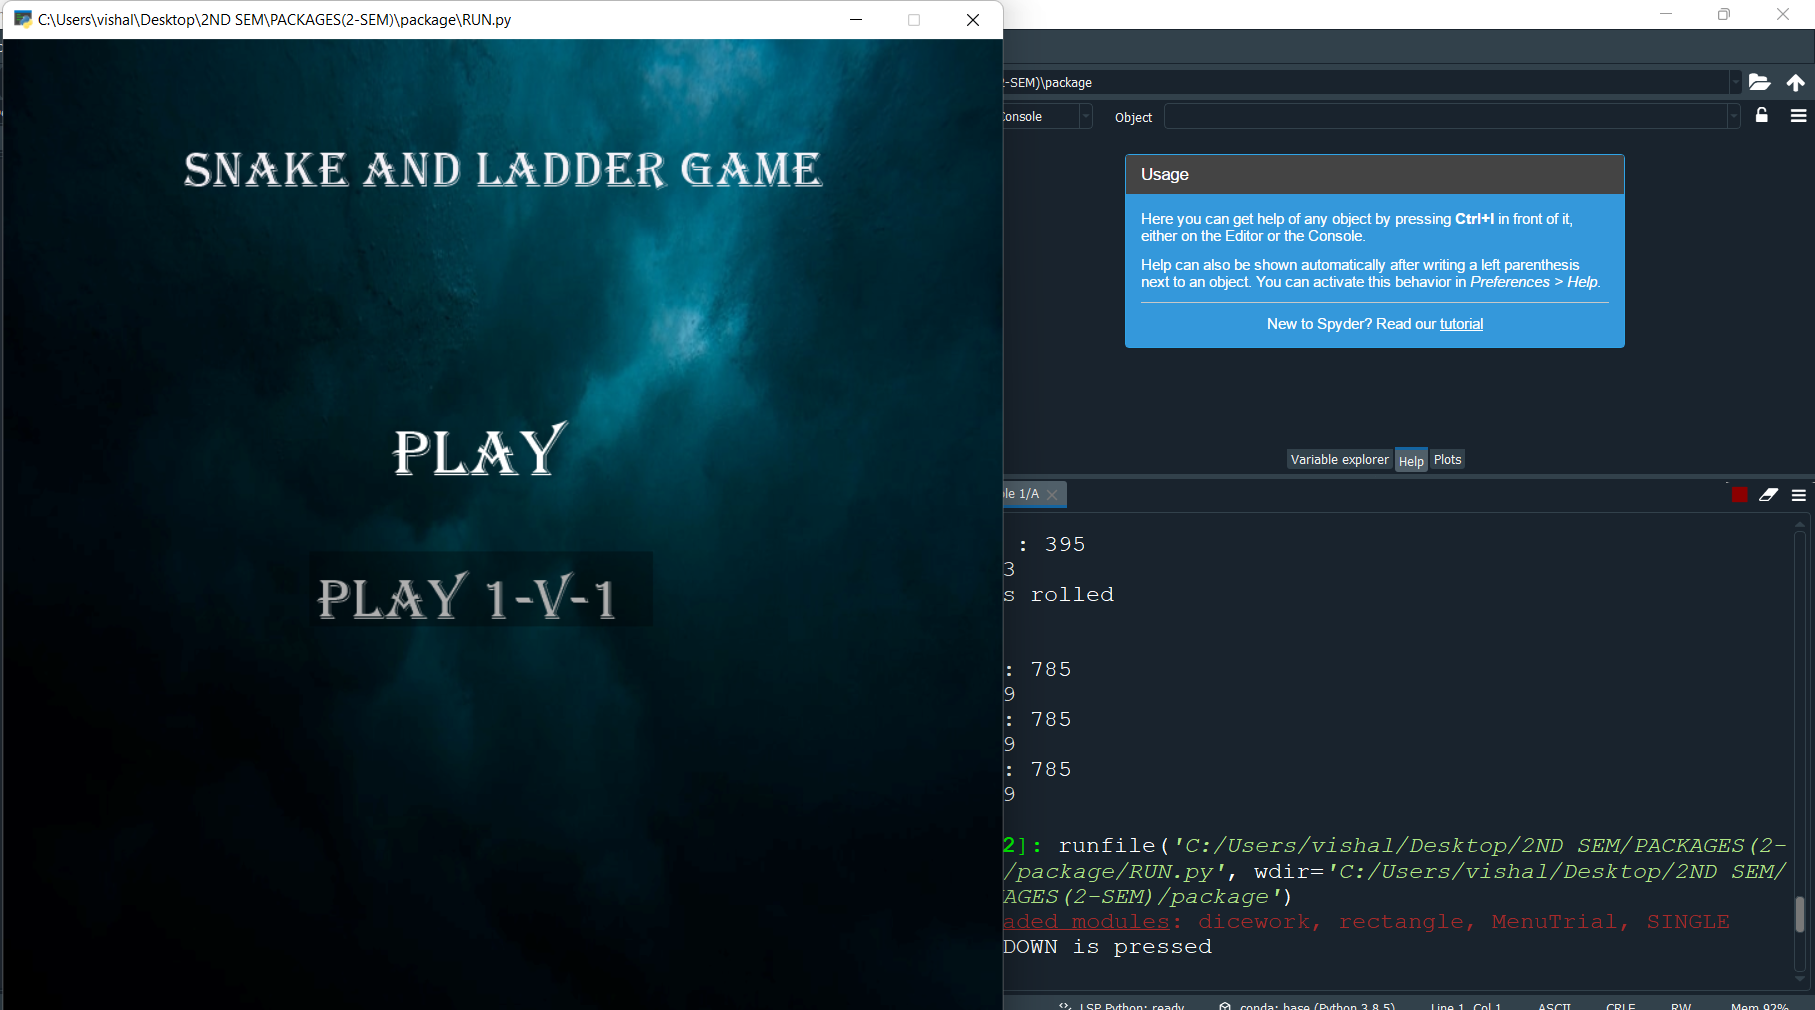 C:\Users\vishal\Desktop\2ND SEM\PACKAGES(2-SEM)\package\RUN.py
SNAKE AND LADDER GAME
PLAY
PLAY 1-V-1
2-SEM)\package
Console
Object
Usage
Here you can get help of any object by pressing Ctrl+I in front of it,
either on the Editor or the Console.
Help can also be shown automatically after writing a left parenthesis
next to an object. You can activate this behavior in Preferences > Help.
New to Spyder? Read our tutorial
Variable explorer Help Plots
le 1/A
: 395
3
s rolled
: 785
9
: 785
9
: 785
9
2]: runfile('C:/Users/vishal/Desktop/2ND SEM/PACKAGES(2-
/package/RUN.py', wdir='C:/Users/vishal/Desktop/2ND SEM/
AGES(2-SEM)/package')
aded modules: dicework, rectangle, MenuTrial, SINGLE
DOWN is pressed
LSP Python: ready conda: base (Python 3.8.5) Line 1, Col 1 ASCII CRLF RW Mem 92%